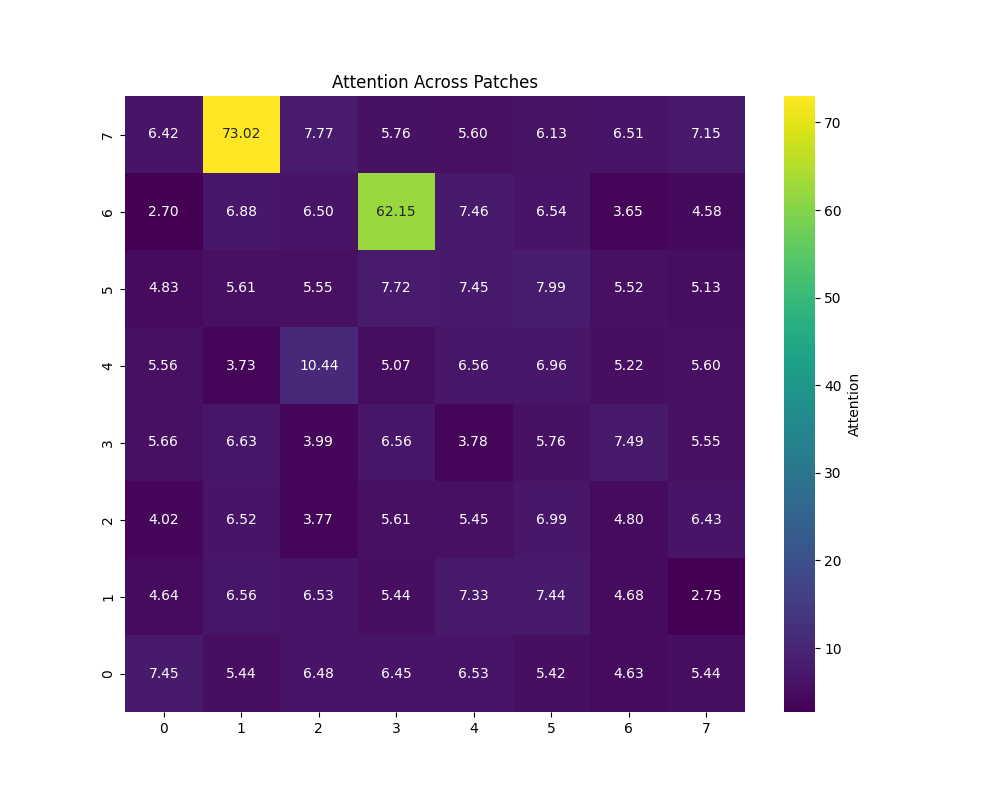 Attention Across Patches
7 6.42 73.02 7.77 5.76 5.60 6.13 6.51 7.15
6 2.70 6.88 6.50 62.15 7.46 6.54 3.65 4.58
5 4.83 5.61 5.55 7.72 7.45 7.99 5.52 5.13
4 5.56 3.73 10.44 5.07 6.56 6.96 5.22 5.60
3 5.66 6.63 3.99 6.56 3.78 5.76 7.49 5.55
2 4.02 6.52 3.77 5.61 5.45 6.99 4.80 6.43
1 4.64 6.56 6.53 5.44 7.33 7.44 4.68 2.75
0 7.45 5.44 6.48 6.45 6.53 5.42 4.63 5.44
0 1 2 3 4 5 6 7
70
60
50
40
30
20
10
Attention